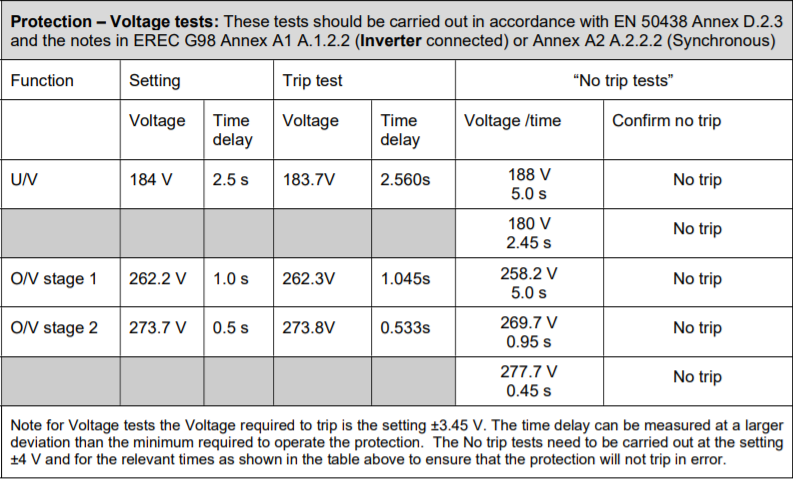 Protection – Voltage tests: These tests should be carried out in accordance with EN 50438 Annex D.2.3
and the notes in EREC G98 Annex A1 A.1.2.2 (Inverter connected) or Annex A2 A.2.2.2 (Synchronous)
Function Setting Trip test “No trip tests”
Voltage Time delay Voltage Time delay Voltage /time Confirm no trip
U/V 184 V 2.5 s 183.7V 2.560s 188 V 5.0 s No trip
180 V 2.45 s No trip
O/V stage 1 262.2 V 1.0 s 262.3V 1.045s 258.2 V 5.0 s No trip
O/V stage 2 273.7 V 0.5 s 273.8V 0.533s 269.7 V 0.95 s No trip
277.7 V 0.45 s No trip
Note for Voltage tests the Voltage required to trip is the setting ±3.45 V. The time delay can be measured at a larger
deviation than the minimum required to operate the protection. The No trip tests need to be carried out at the setting
±4 V and for the relevant times as shown in the table above to ensure that the protection will not trip in error.